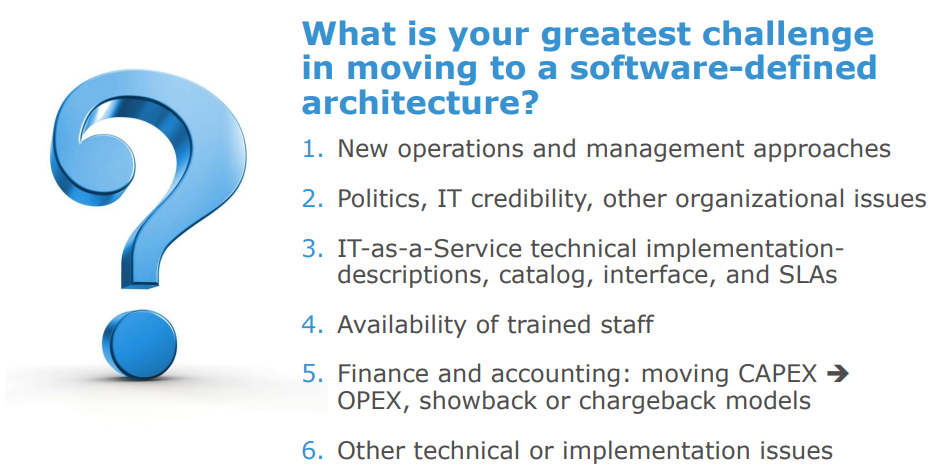 What is your greatest challenge
in moving to a software-defined
architecture?
1. New operations and management approaches
2. Politics, IT credibility, other organizational issues
3. IT-as-a-Service technical implementation-
descriptions, catalog, interface, and SLAs
4. Availability of trained staff
5. Finance and accounting: moving CAPEX ➔
OPEX, showback or chargeback models
6. Other technical or implementation issues